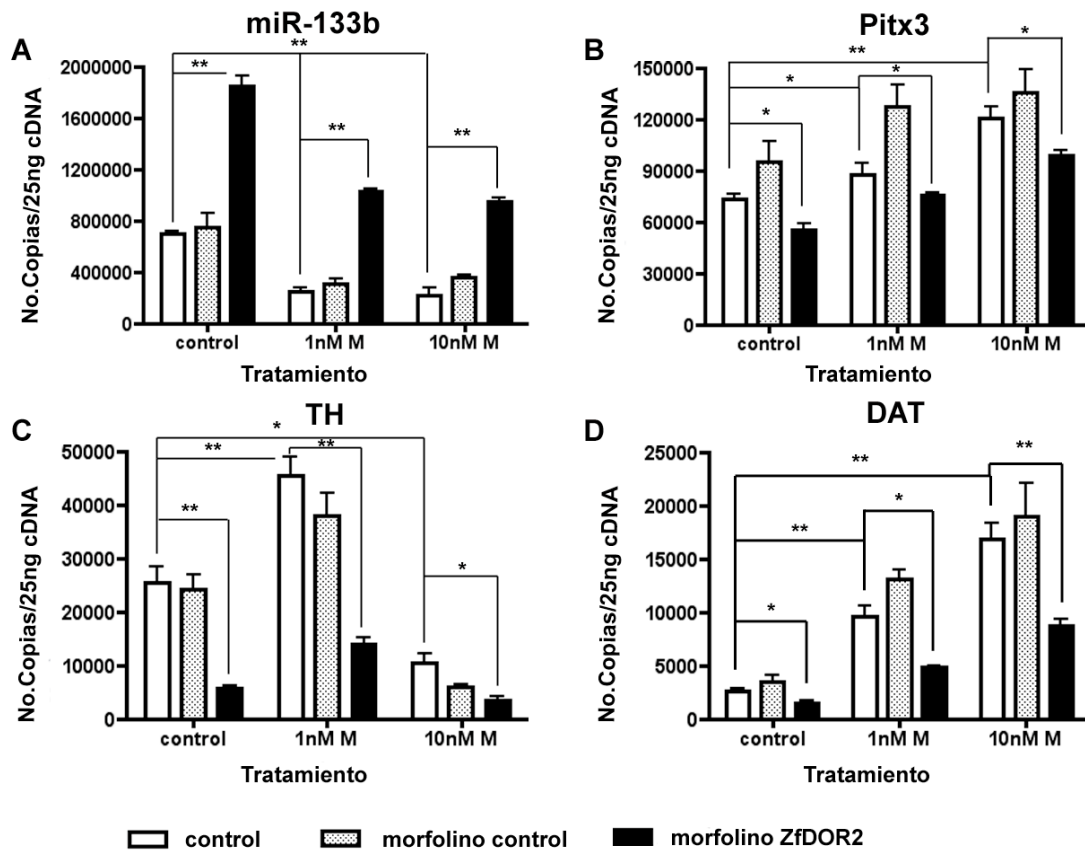 A
miR-133b
No.Copias/25ng cDNA
2000000
1600000
1200000
800000
400000
0
**
**
**
**
control
1nM M
10nM M
Tratamiento
B
Pitx3
No.Copias/25ng cDNA
150000
120000
90000
60000
30000
0
*
**
*
*
*
control
1nM M
10nM M
Tratamiento
C
TH
No.Copias/25ng cDNA
50000
40000
30000
20000
10000
0
*
**
**
**
*
control
1nM M
10nM M
Tratamiento
D
DAT
No.Copias/25ng cDNA
25000
20000
15000
10000
5000
0
**
**
*
**
*
control
1nM M
10nM M
Tratamiento
control
morfolino control
morfolino ZfDOR2